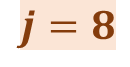 j = 8